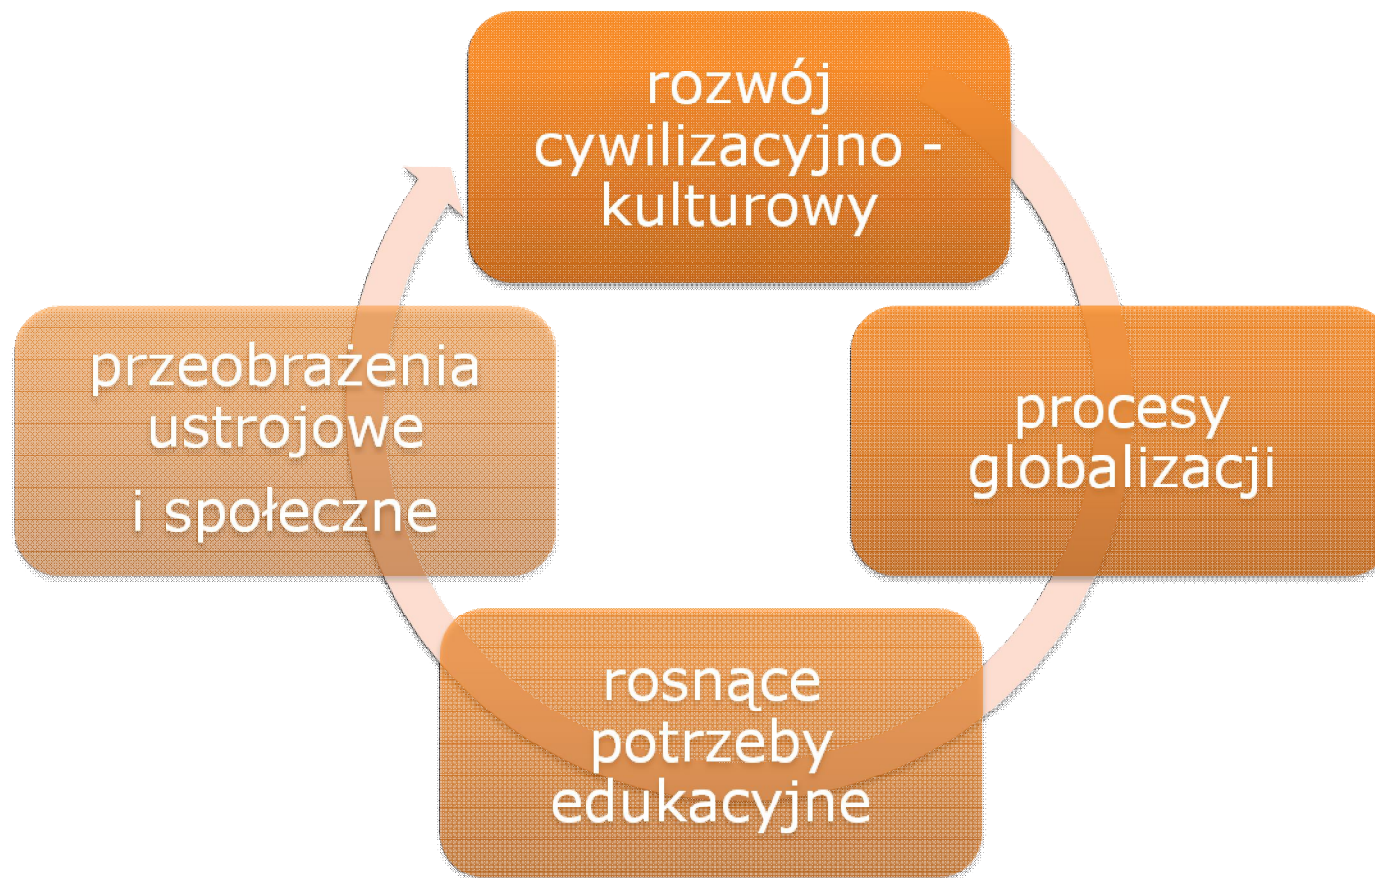 rozwój
cywilizacyjno -
kulturowy
procesy
globalizacji
rosnące
potrzeby
edukacyjne
przeobrażenia
ustrojowe
i społeczne